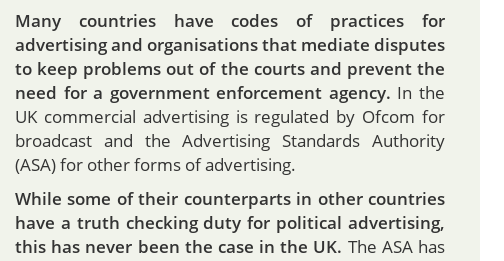 Many countries have codes of practices for
advertising and organisations that mediate disputes
to keep problems out of the courts and prevent the
need for a government enforcement agency. In the
UK commercial advertising is regulated by Ofcom for
broadcast and the Advertising Standards Authority
(ASA) for other forms of advertising.
While some of their counterparts in other countries
have a truth checking duty for political advertising,
this has never been the case in the UK. The ASA has